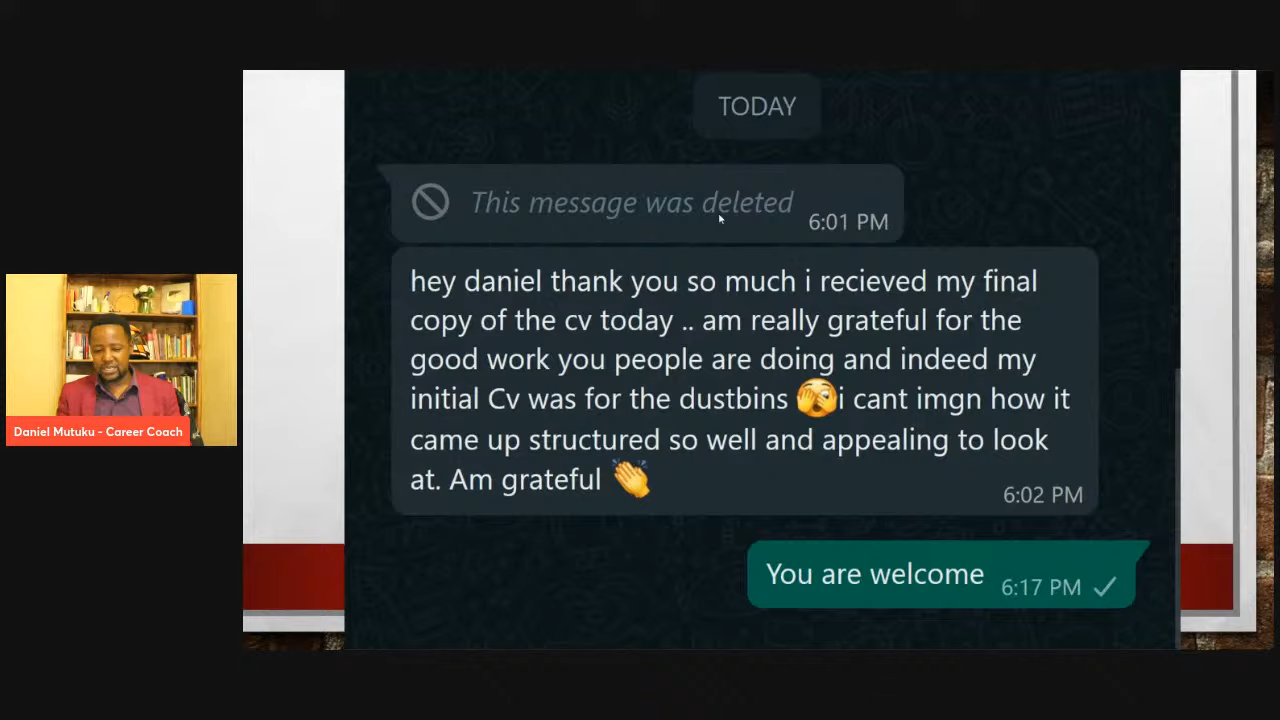 TODAY
This message was deleted
6:01 PM
hey daniel thank you so much i recieved my final
copy of the cv today .. am really grateful for the
good work you people are doing and indeed my
initial Cv was for the dustbins 🫣i cant imgn how it
came up structured so well and appealing to look
at. Am grateful 👏
6:02 PM
You are welcome
6:17 PM
Daniel Mutuku - Career Coach